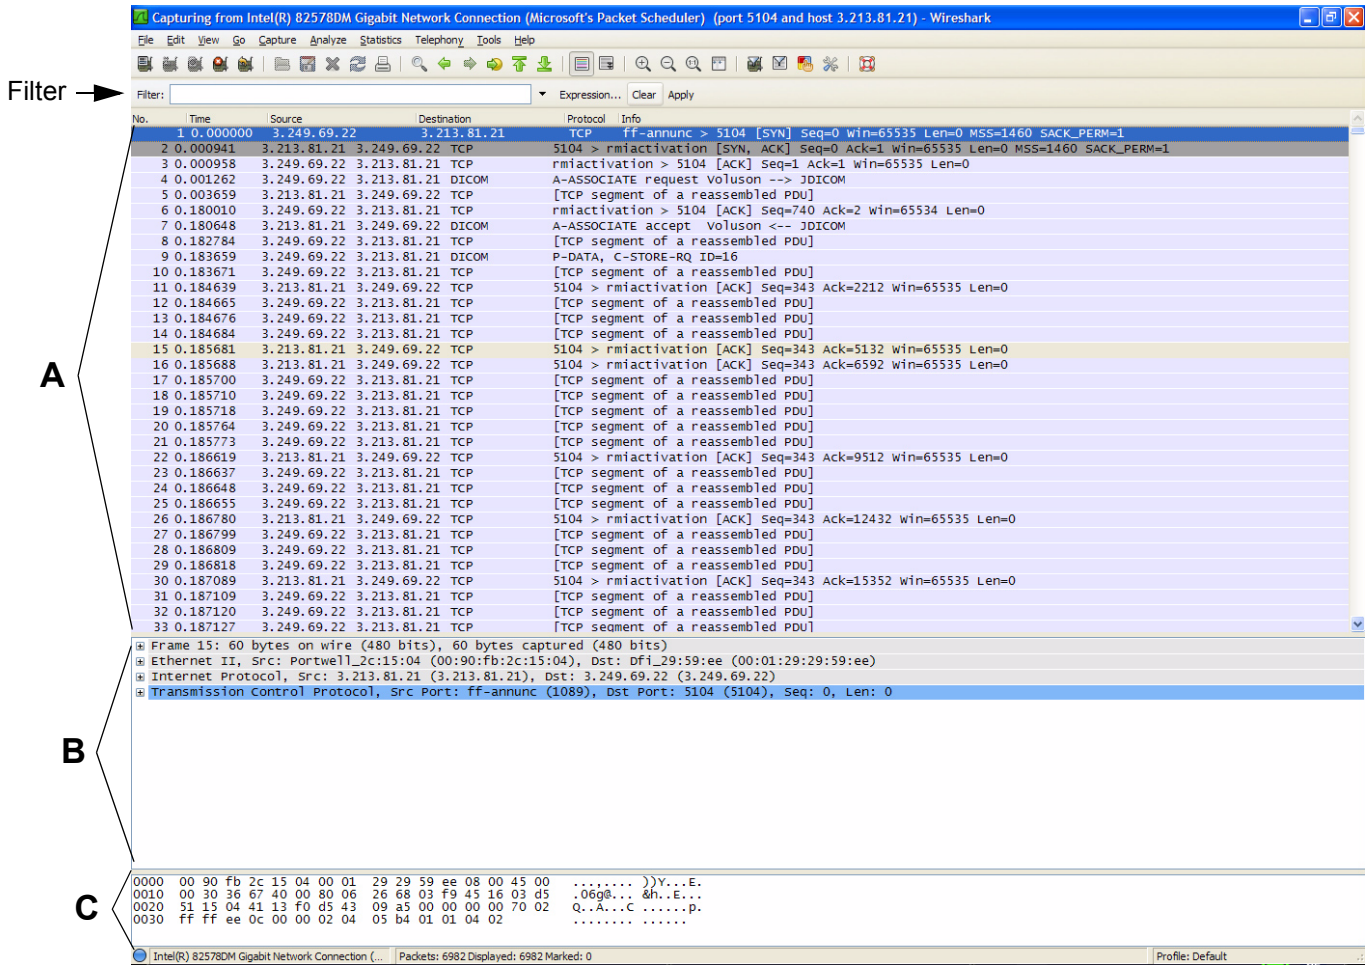 Capturing from Intel(R) 82578DM Gigabit Network Connection (Microsoft's Packet Scheduler)  (port 5104 and host 3.213.81.21) - Wireshark
File Edit View Go Capture Analyze Statistics Telephony Tools Help
Filter
Filter: Expression... Clear Apply
No. Time Source Destination Protocol Info
1 0.000000 3.249.69.22 3.213.81.21 TCP ff-annunc > 5104 [SYN] Seq=0 Win=65535 Len=0 MSS=1460 SACK_PERM=1
2 0.000941 3.213.81.21 3.249.69.22 TCP 5104 > rmiactivation [SYN, ACK] Seq=0 Ack=1 Win=65535 Len=0 MSS=1460 SACK_PERM=1
3 0.000958 3.249.69.22 3.213.81.21 TCP rmiactivation > 5104 [ACK] Seq=1 Ack=1 Win=65535 Len=0
4 0.001262 3.249.69.22 3.213.81.21 DICOM A-ASSOCIATE request Voluson --> JDICOM
5 0.003659 3.213.81.21 3.249.69.22 TCP [TCP segment of a reassembled PDU]
6 0.180010 3.249.69.22 3.213.81.21 TCP rmiactivation > 5104 [ACK] Seq=740 Ack=2 Win=65534 Len=0
7 0.180648 3.213.81.21 3.249.69.22 DICOM A-ASSOCIATE accept  Voluson <-- JDICOM
8 0.182784 3.249.69.22 3.213.81.21 TCP [TCP segment of a reassembled PDU]
9 0.183659 3.249.69.22 3.213.81.21 DICOM P-DATA, C-STORE-RQ ID=16
10 0.183671 3.249.69.22 3.213.81.21 TCP [TCP segment of a reassembled PDU]
11 0.184639 3.213.81.21 3.249.69.22 TCP 5104 > rmiactivation [ACK] Seq=343 Ack=2212 Win=65535 Len=0
12 0.184665 3.249.69.22 3.213.81.21 TCP [TCP segment of a reassembled PDU]
13 0.184676 3.249.69.22 3.213.81.21 TCP [TCP segment of a reassembled PDU]
14 0.184684 3.249.69.22 3.213.81.21 TCP [TCP segment of a reassembled PDU]
15 0.185681 3.213.81.21 3.249.69.22 TCP 5104 > rmiactivation [ACK] Seq=343 Ack=5132 Win=65535 Len=0
16 0.185688 3.213.81.21 3.249.69.22 TCP 5104 > rmiactivation [ACK] Seq=343 Ack=6592 Win=65535 Len=0
A
17 0.185700 3.249.69.22 3.213.81.21 TCP [TCP segment of a reassembled PDU]
18 0.185710 3.249.69.22 3.213.81.21 TCP [TCP segment of a reassembled PDU]
19 0.185718 3.249.69.22 3.213.81.21 TCP [TCP segment of a reassembled PDU]
20 0.185764 3.249.69.22 3.213.81.21 TCP [TCP segment of a reassembled PDU]
21 0.185773 3.249.69.22 3.213.81.21 TCP [TCP segment of a reassembled PDU]
22 0.186619 3.213.81.21 3.249.69.22 TCP 5104 > rmiactivation [ACK] Seq=343 Ack=9512 Win=65535 Len=0
23 0.186637 3.249.69.22 3.213.81.21 TCP [TCP segment of a reassembled PDU]
24 0.186648 3.249.69.22 3.213.81.21 TCP [TCP segment of a reassembled PDU]
25 0.186655 3.249.69.22 3.213.81.21 TCP [TCP segment of a reassembled PDU]
26 0.186780 3.213.81.21 3.249.69.22 TCP 5104 > rmiactivation [ACK] Seq=343 Ack=12432 Win=65535 Len=0
27 0.186799 3.249.69.22 3.213.81.21 TCP [TCP segment of a reassembled PDU]
28 0.186809 3.249.69.22 3.213.81.21 TCP [TCP segment of a reassembled PDU]
29 0.186818 3.249.69.22 3.213.81.21 TCP [TCP segment of a reassembled PDU]
30 0.187089 3.213.81.21 3.249.69.22 TCP 5104 > rmiactivation [ACK] Seq=343 Ack=15352 Win=65535 Len=0
31 0.187109 3.249.69.22 3.213.81.21 TCP [TCP segment of a reassembled PDU]
32 0.187120 3.249.69.22 3.213.81.21 TCP [TCP segment of a reassembled PDU]
33 0.187127 3.249.69.22 3.213.81.21 TCP [TCP segment of a reassembled PDU]
Frame 15: 60 bytes on wire (480 bits), 60 bytes captured (480 bits)
Ethernet II, Src: Portwell_2c:15:04 (00:90:fb:2c:15:04), Dst: Dfi_29:59:ee (00:01:29:29:59:ee)
Internet Protocol, Src: 3.213.81.21 (3.213.81.21), Dst: 3.249.69.22 (3.249.69.22)
Transmission Control Protocol, Src Port: ff-annunc (1089), Dst Port: 5104 (5104), Seq: 0, Len: 0
B
0000 00 90 fb 2c 15 04 00 01 29 29 59 ee 08 00 45 00 ...,.... ))Y...E.
0010 00 30 36 67 40 00 80 06 26 68 03 f9 45 16 03 d5 .06g@... &h..E...
0020 51 15 04 41 13 f0 d5 43 09 a5 00 00 00 00 70 02 Q..A...C ......p.
0030 ff ff ee 0c 00 00 02 04 05 b4 01 01 04 02 ........ ......
C
Intel(R) 82578DM Gigabit Network Connection (... Packets: 6982 Displayed: 6982 Marked: 0 Profile: Default